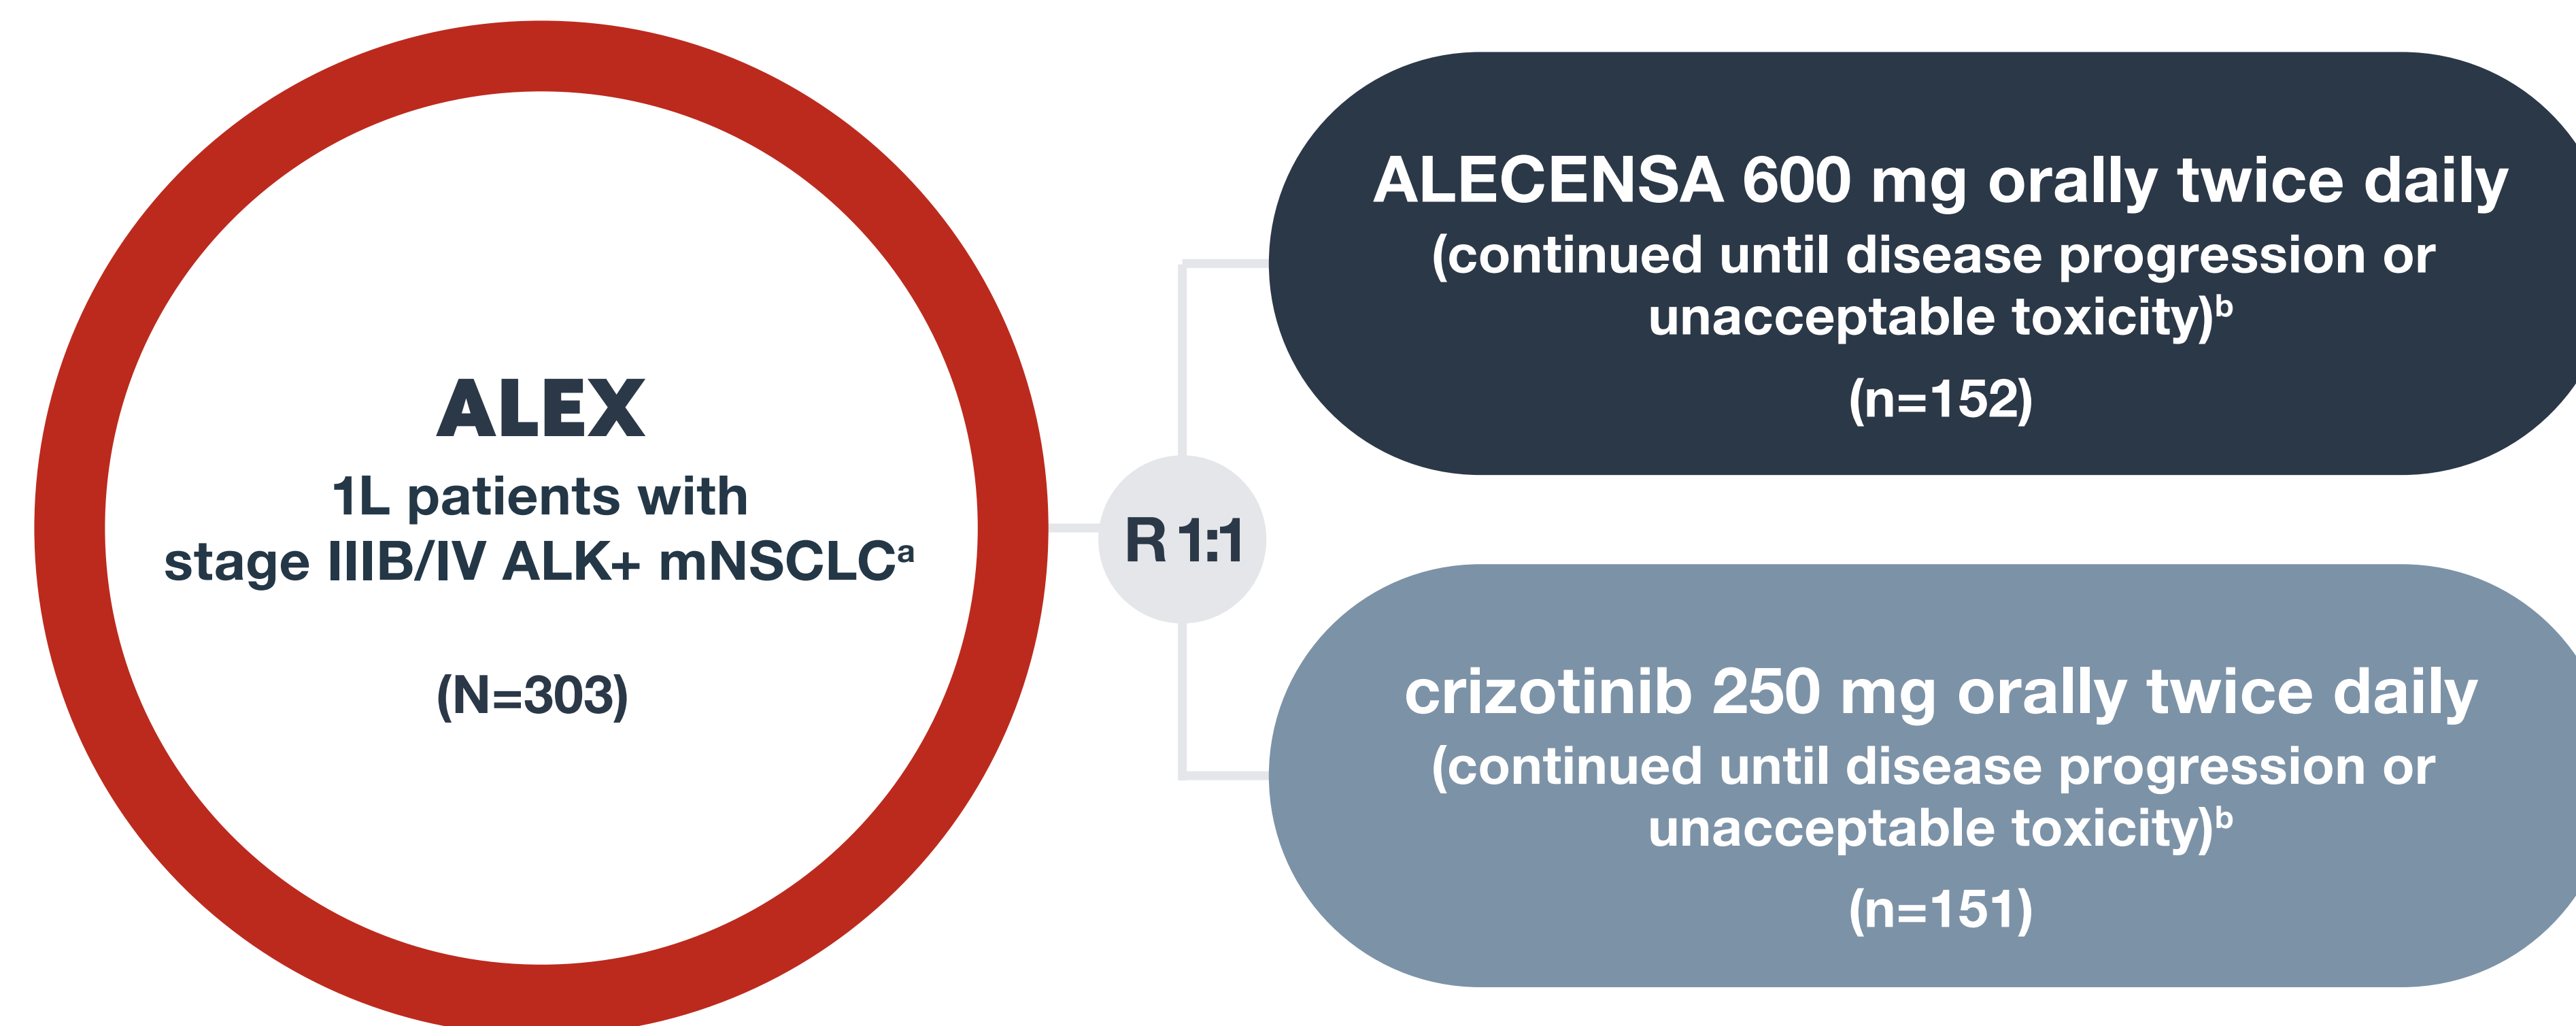 ALEX
1L patients with
stage IIIB/IV ALK+ mNSCLCᵃ
(N=303)
R 1:1
ALECENSA 600 mg orally twice daily
(continued until disease progression or
unacceptable toxicity)ᵇ
(n=152)
crizotinib 250 mg orally twice daily
(continued until disease progression or
unacceptable toxicity)ᵇ
(n=151)